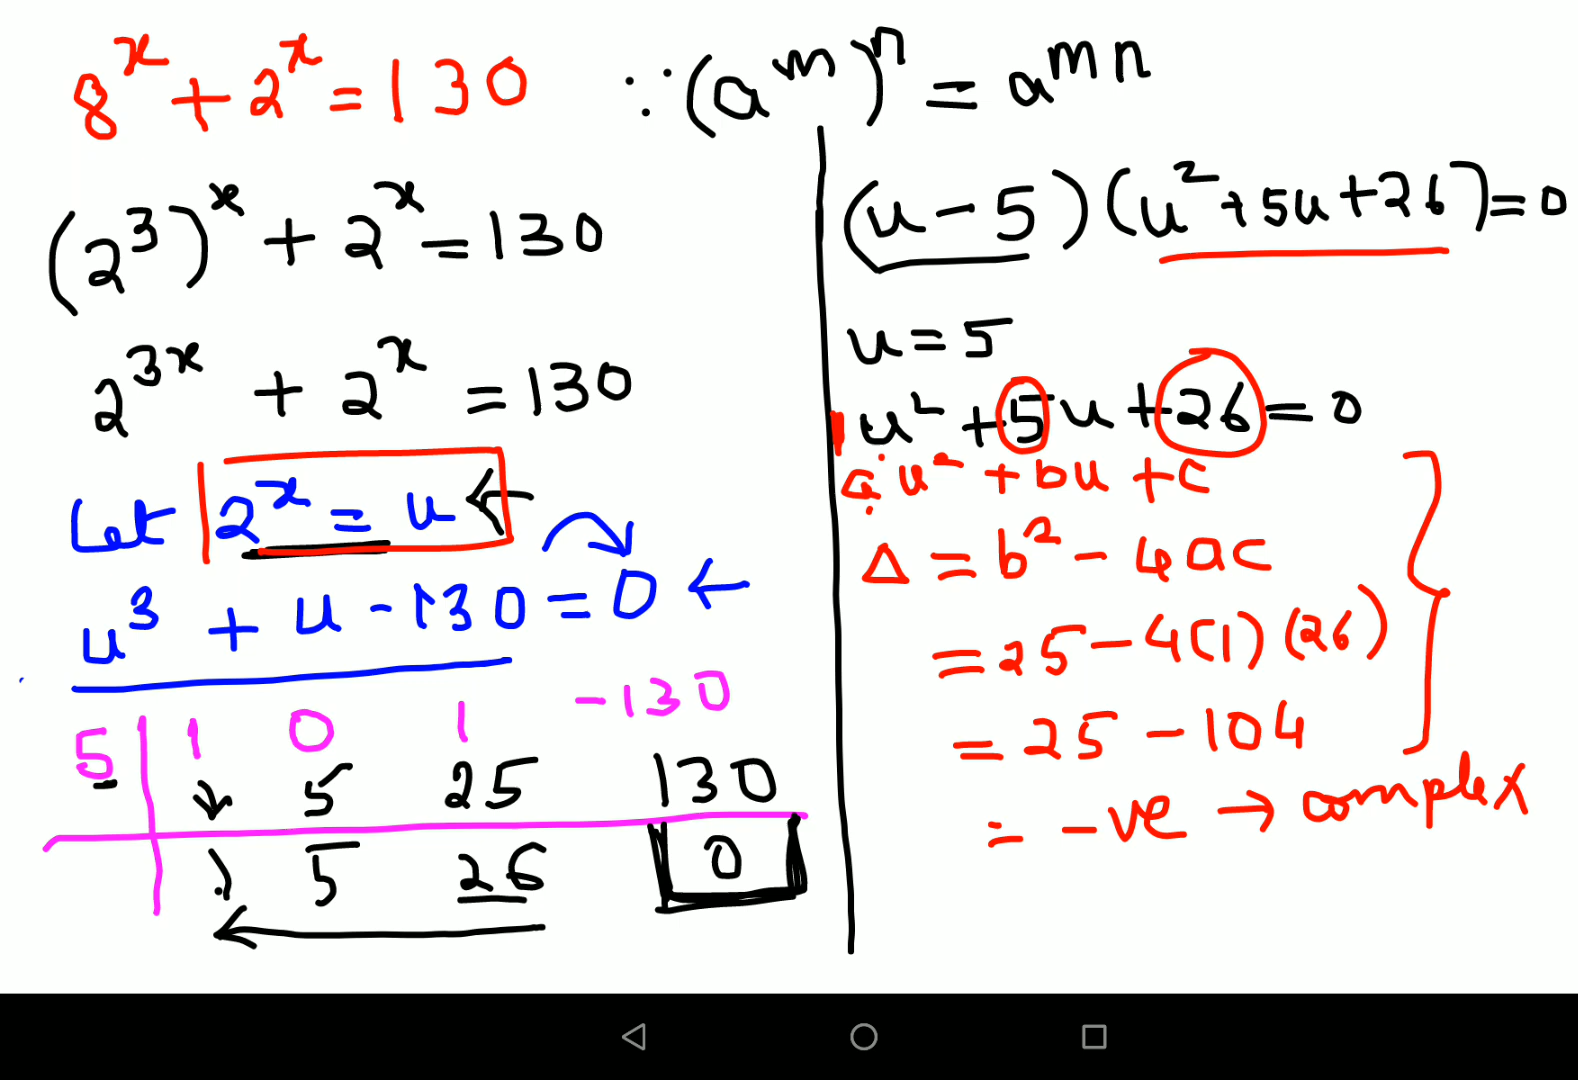 8^x + 2^x = 130
∵ (a^m)^n = a^mn
(2^3)^x + 2^x = 130
2^3x + 2^x = 130
Let 2^x = u ←
u^3 + u - 130 = 0 ←
5 | 1 0 1 -130
↓ 5 25 130
1 5 26 0
(u - 5)(u^2 + 5u + 26) = 0
u = 5
1u^2 + 5u + 26 = 0
au^2 + bu + c
Δ = b^2 - 4ac
= 25 - 4(1)(26)
= 25 - 104
= -ve → complex